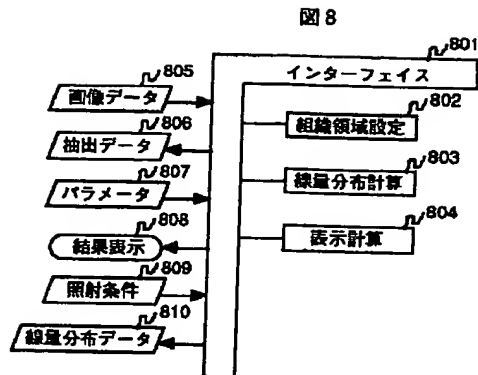 図8
801
インターフェイス
805
画像データ
802
組織領域設定
806
抽出データ
803
線量分布計算
807
パラメータ
804
表示計算
808
結果表示
809
照射条件
810
線量分布データ